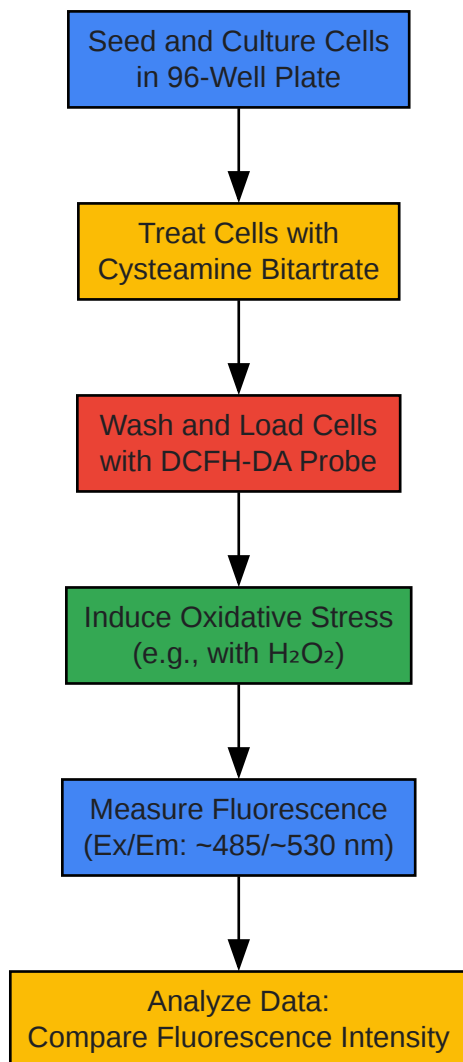 Seed and Culture Cells
in 96-Well Plate
Treat Cells with
Cysteamine Bitartrate
Wash and Load Cells
with DCFH-DA Probe
Induce Oxidative Stress
(e.g., with H₂O₂)
Measure Fluorescence
(Ex/Em: ~485/~530 nm)
Analyze Data:
Compare Fluorescence Intensity